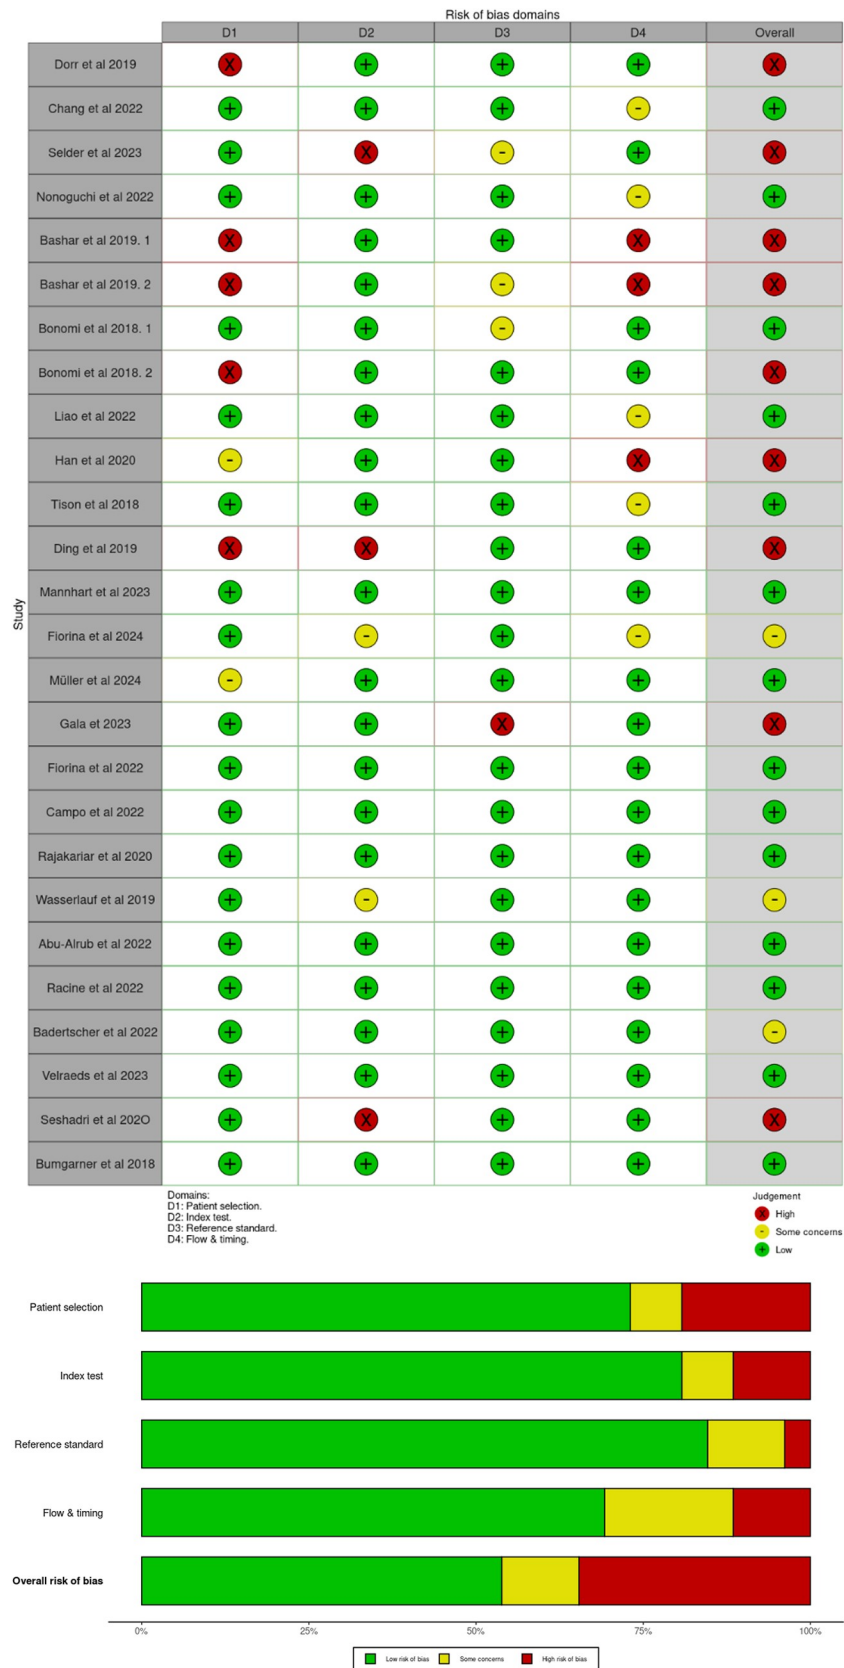 Risk of bias domains
D1 D2 D3 D4 Overall
Study
Dorr et al 2019 X + + + X
Chang et al 2022 + + + - +
Selder et al 2023 + X - + X
Nonoguchi et al 2022 + + + - +
Bashar et al 2019. 1 X + + X X
Bashar et al 2019. 2 X + - X X
Bonomi et al 2018. 1 + + - + +
Bonomi et al 2018. 2 X + + + X
Liao et al 2022 + + + - +
Han et al 2020 - + + X X
Tison et al 2018 + + + - +
Ding et al 2019 X X + + X
Mannhart et al 2023 + + + + +
Fiorina et al 2024 + - + - -
Müller et al 2024 - + + + +
Gala et 2023 + + X + X
Fiorina et al 2022 + + + + +
Campo et al 2022 + + + + +
Rajakariar et al 2020 + + + + +
Wasserlauf et al 2019 + - + + -
Abu-Alrub et al 2022 + + + + +
Racine et al 2022 + + + + +
Badertscher et al 2022 + + + + -
Velraeds et al 2023 + + + + +
Seshadri et al 202O + X + + X
Bumgarner et al 2018 + + + + +
Domains:
D1: Patient selection.
D2: Index test.
D3: Reference standard.
D4: Flow & timing.
Judgement
X High
- Some concerns
+ Low
Patient selection
Index test
Reference standard
Flow & timing
Overall risk of bias
0% 25% 50% 75% 100%
Low risk of bias Some concerns High risk of bias